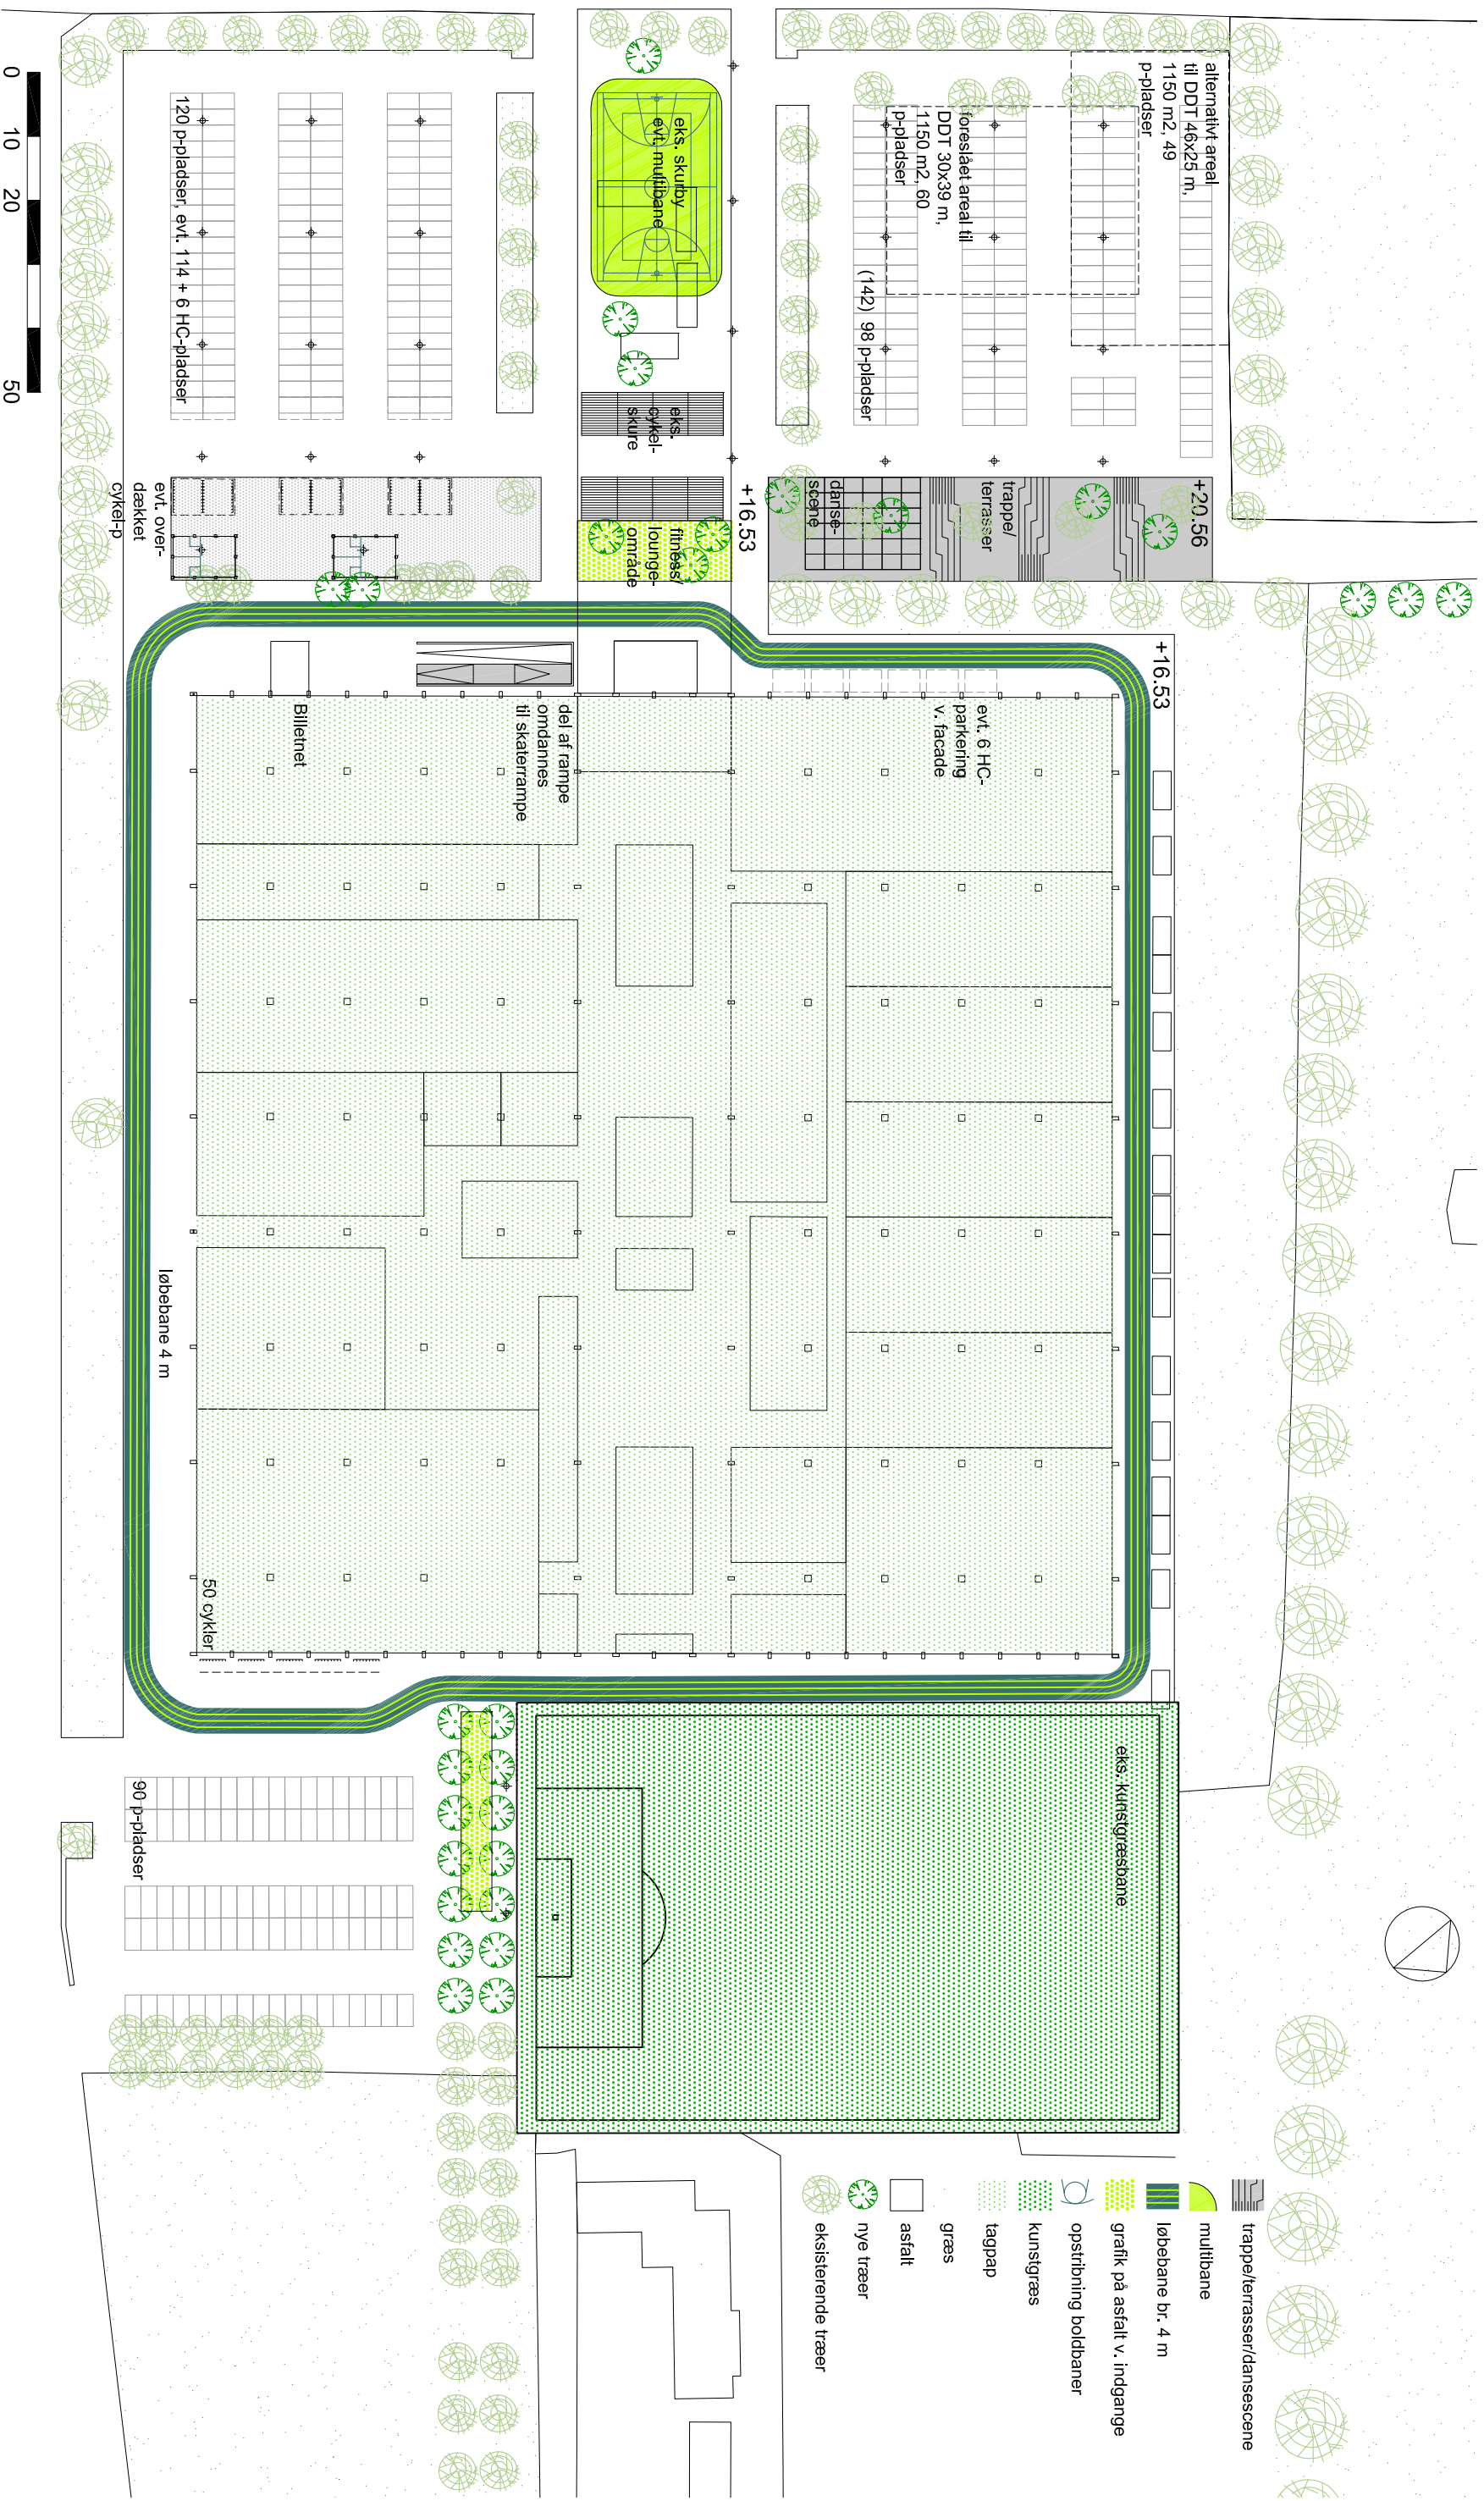 alternativt areal
til DDT 46x25 m,
1150 m2, 49
p-pladser
foreslået areal til
DDT 30x39 m,
1150 m2, 60
p-pladser
(142) 98 p-pladser
eks. skurby
evt. multibane
120 p-pladser, evt. 114 + 6 HC-pladser
0
10
20
50
eks.
cykel-
skure
+20.56
trappe/
terrasser
danse-
scene
+16.53
fitness/
lounge-
område
evt. over-
dækket
cykel-p
+16.53
evt. 6 HC-
parkering
v. facade
del af rampe
omdannes
til skaterrampe
Billetnet
løbebane 4 m
50 cykler
eks. kunstgræsbane
90 p-pladser
trappe/terrasser/dansescene
multibane
løbebane br. 4 m
grafik på asfalt v. indgange
opstribning boldbaner
kunstgræs
tagpap
græs
asfalt
nye træer
eksisterende træer